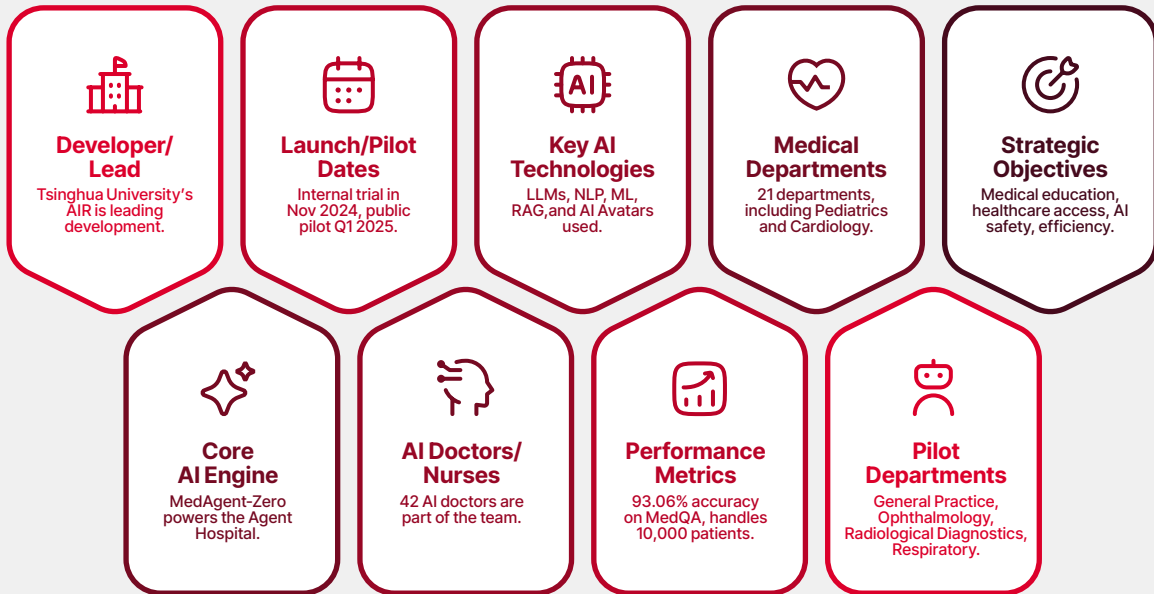 Developer/
Lead
Tsinghua University's
AIR is leading
development.
Launch/Pilot
Dates
Internal trial in
Nov 2024, public
pilot Q1 2025.
AI
Key AI
Technologies
LLMs, NLP, ML,
RAG,and AI Avatars
used.
Medical
Departments
21 departments,
including Pediatrics
and Cardiology.
Strategic
Objectives
Medical education,
healthcare access, AI
safety, efficiency.
Core
AI Engine
MedAgent-Zero
powers the Agent
Hospital.
AI Doctors/
Nurses
42 AI doctors are
part of the team.
Performance
Metrics
93.06% accuracy
on MedQA, handles
10,000 patients.
Pilot
Departments
General Practice,
Ophthalmology,
Radiological Diagnostics,
Respiratory.